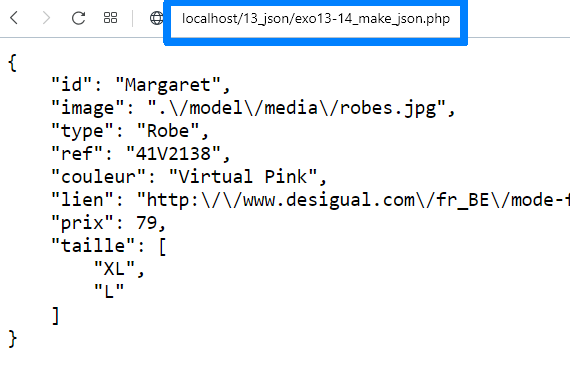 localhost/13_json/exo13-14_make_json.php
{
    "id": "Margaret",
    "image": ".\/model\/media\/robes.jpg",
    "type": "Robe",
    "ref": "41V2138",
    "couleur": "Virtual Pink",
    "lien": "http:\/\/www.desigual.com\/fr_BE\/mode-f
    "prix": 79,
    "taille": [
        "XL",
        "L"
    ]
}